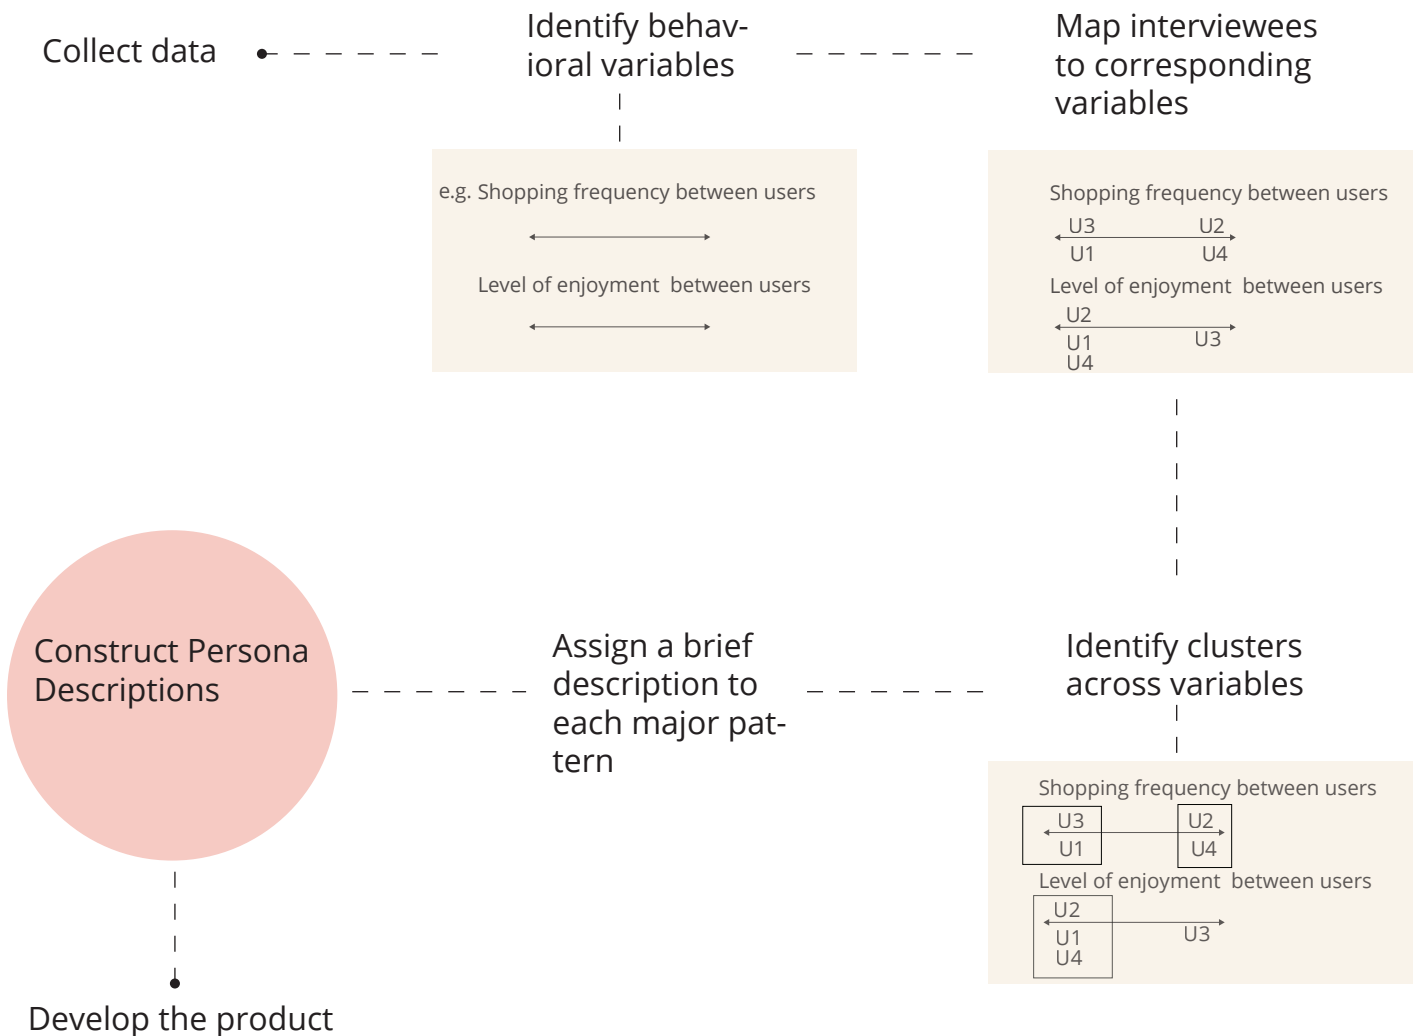 Collect data
Identify behav-
ioral variables
Map interviewees
to corresponding
variables
e.g. Shopping frequency between users
Level of enjoyment between users
Shopping frequency between users
U3 U2
U1 U4
Level of enjoyment between users
U2
U1 U3
U4
Construct Persona
Descriptions
Assign a brief
description to
each major pat-
tern
Identify clusters
across variables
Shopping frequency between users
U3 U2
U1 U4
Level of enjoyment between users
U2
U1 U3
U4
Develop the product